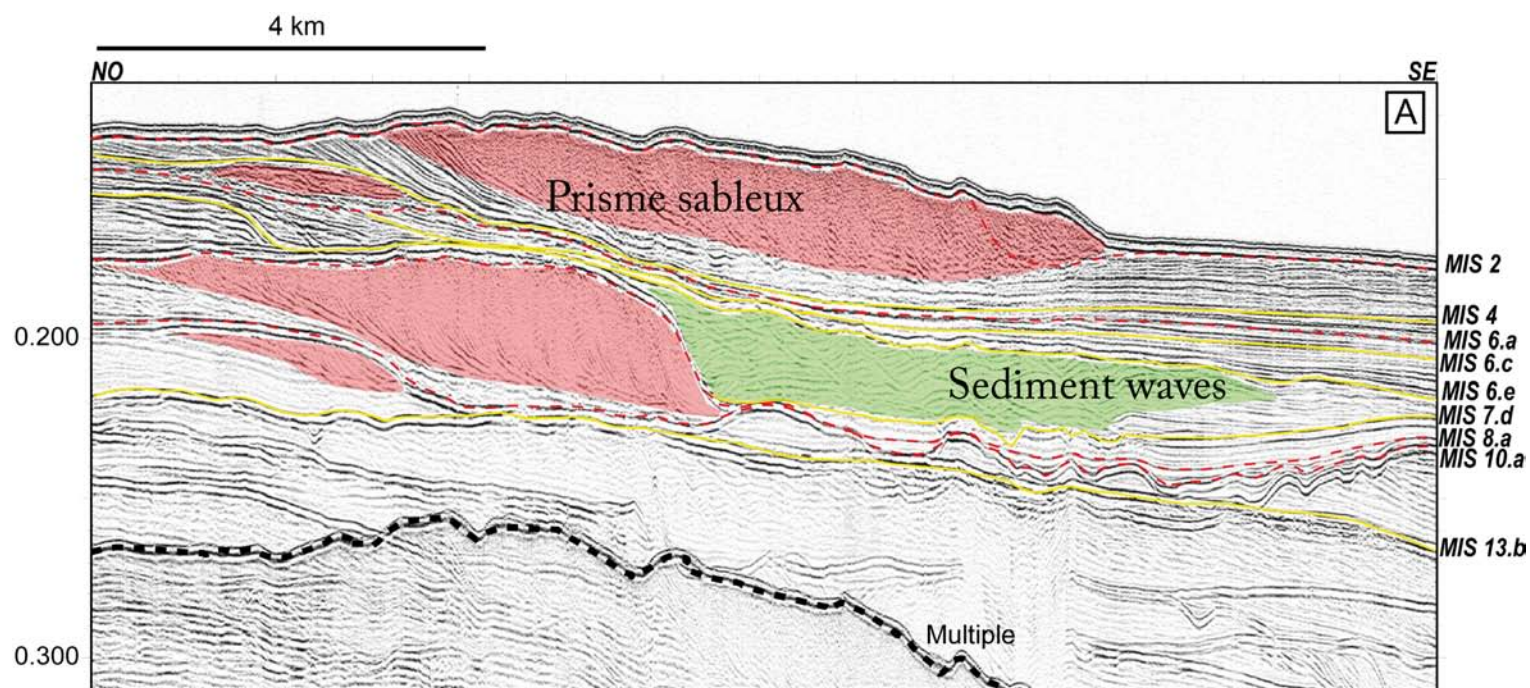 4 km
NO
SE
A
Prisme sableux
MIS 2
MIS 4
0.200
MIS 6.a
MIS 6.c
Sediment waves
MIS 6.e
MIS 7.d
MIS 8.a
MIS 10.a
MIS 13.b
Multiple
0.300